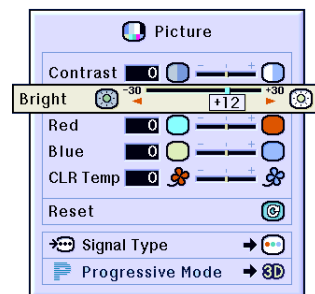 Picture
Contrast 0 - +
Bright -30 +12 +30
Red 0 - +
Blue 0 - +
CLR Temp 0 - +
Reset
Signal Type
Progressive Mode 3D